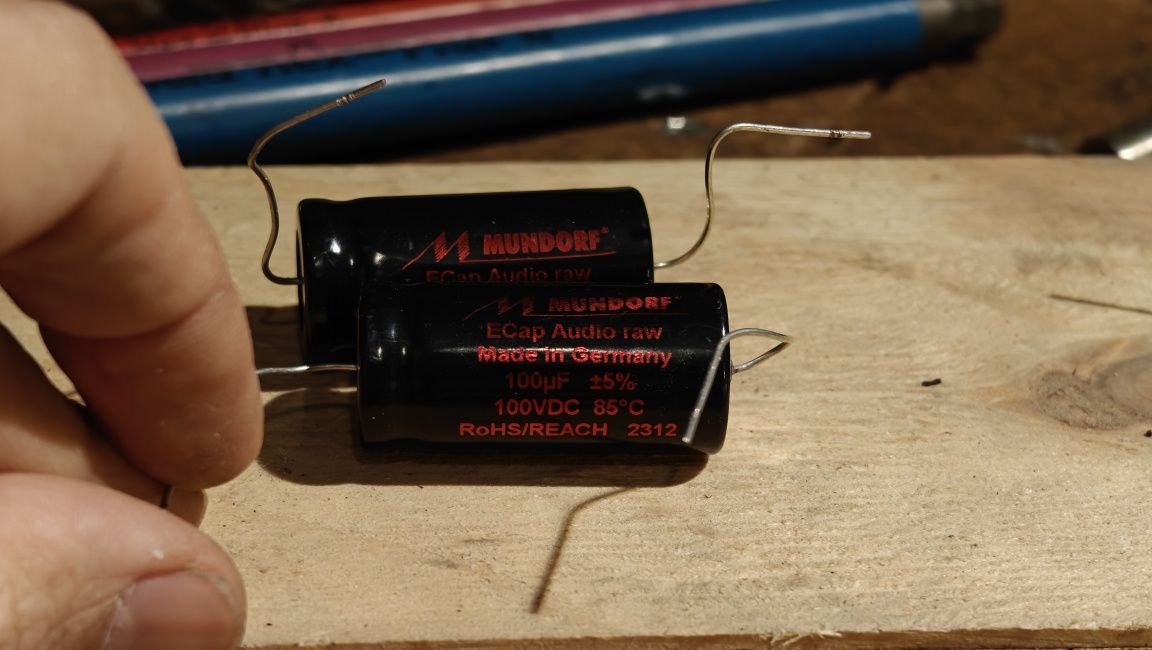 MUNDORF
ECap Audio raw
MUNDORF
ECap Audio raw
Made in Germany
100µF ±5%
100VDC 85°C
RoHS/REACH 2312